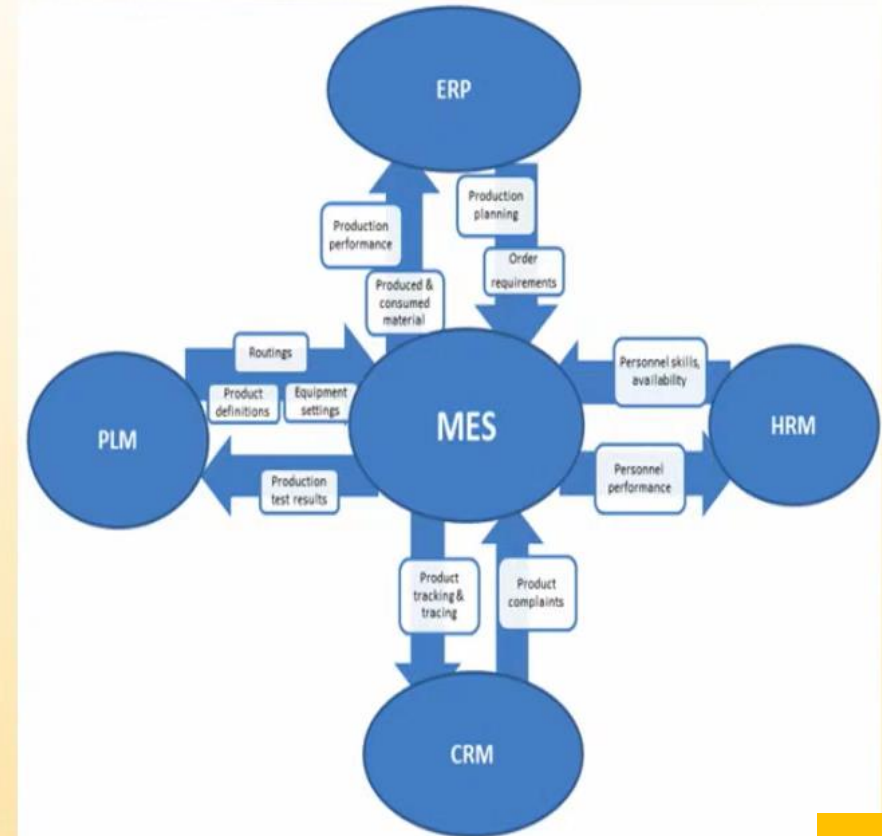 ERP
Production
planning
Production
performance
Order
requirements
Produced &
consumed
material
Routings
Personnel skills,
availability
Product
definitions
Equipment
settings
PLM
MES
HRM
Production
test results
Personnel
performance
Product
tracking &
tracing
Product
complaints
CRM